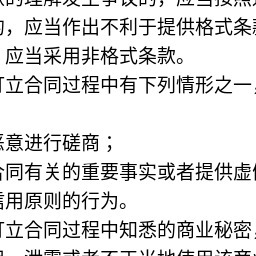 的理解发生争议的，应当按照通
的，应当作出不利于提供格式条款
，应当采用非格式条款。
订立合同过程中有下列情形之一，
恶意进行磋商；
合同有关的重要事实或者提供虚假
信用原则的行为。
订立合同过程中知悉的商业秘密，